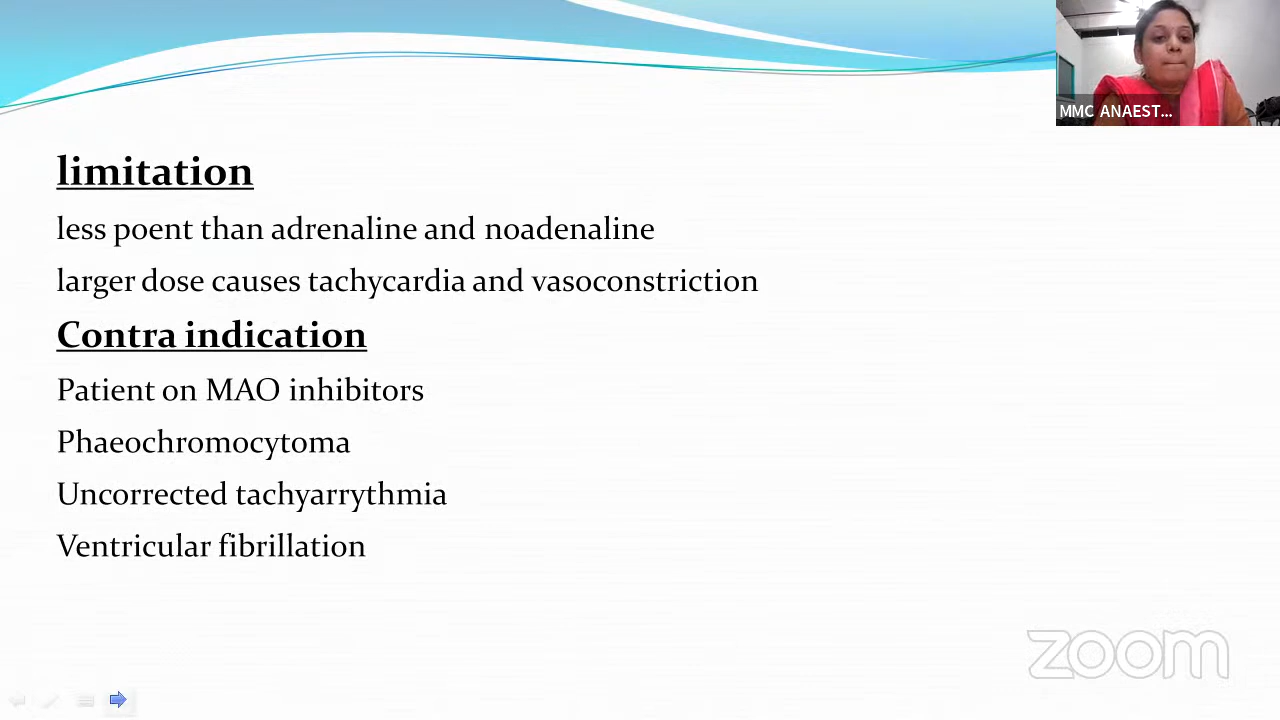 MMC ANAEST...
limitation
less poent than adrenaline and noadenaline
larger dose causes tachycardia and vasoconstriction
Contra indication
Patient on MAO inhibitors
Phaeochromocytoma
Uncorrected tachyarrythmia
Ventricular fibrillation
zoom